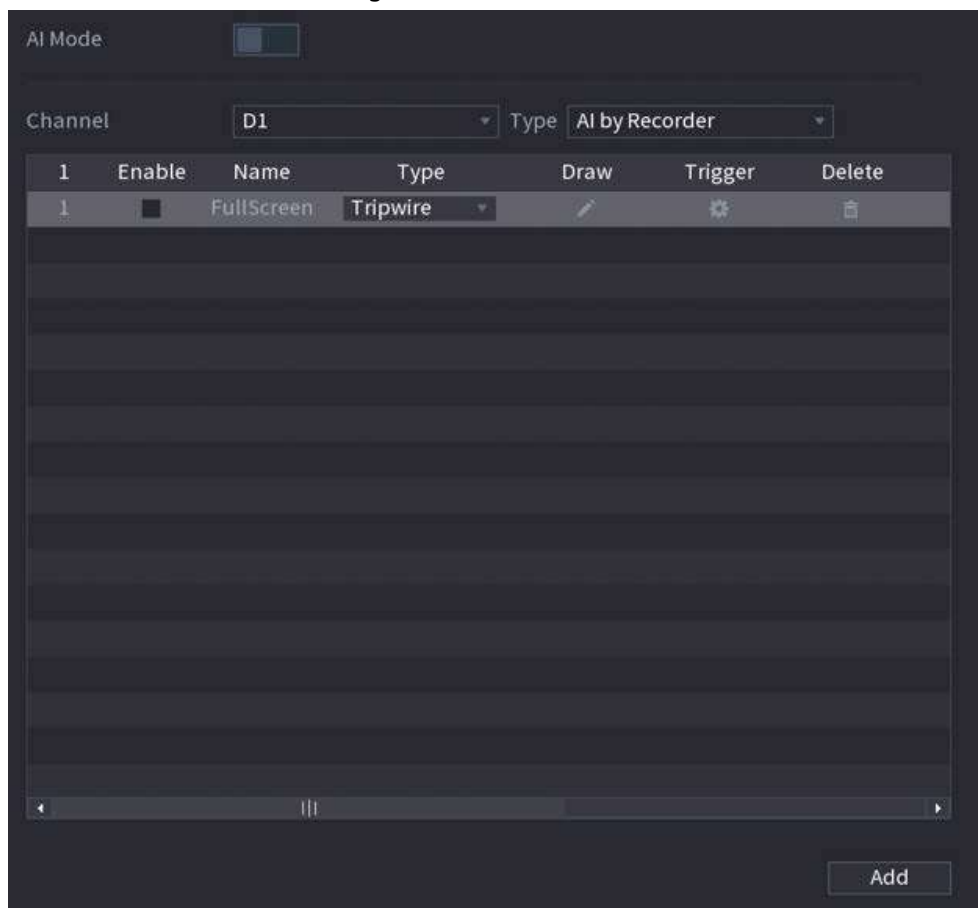 AI Mode
Channel D1 Type AI by Recorder
1 Enable Name Type Draw Trigger Delete
1 FullScreen Tripwire
Add